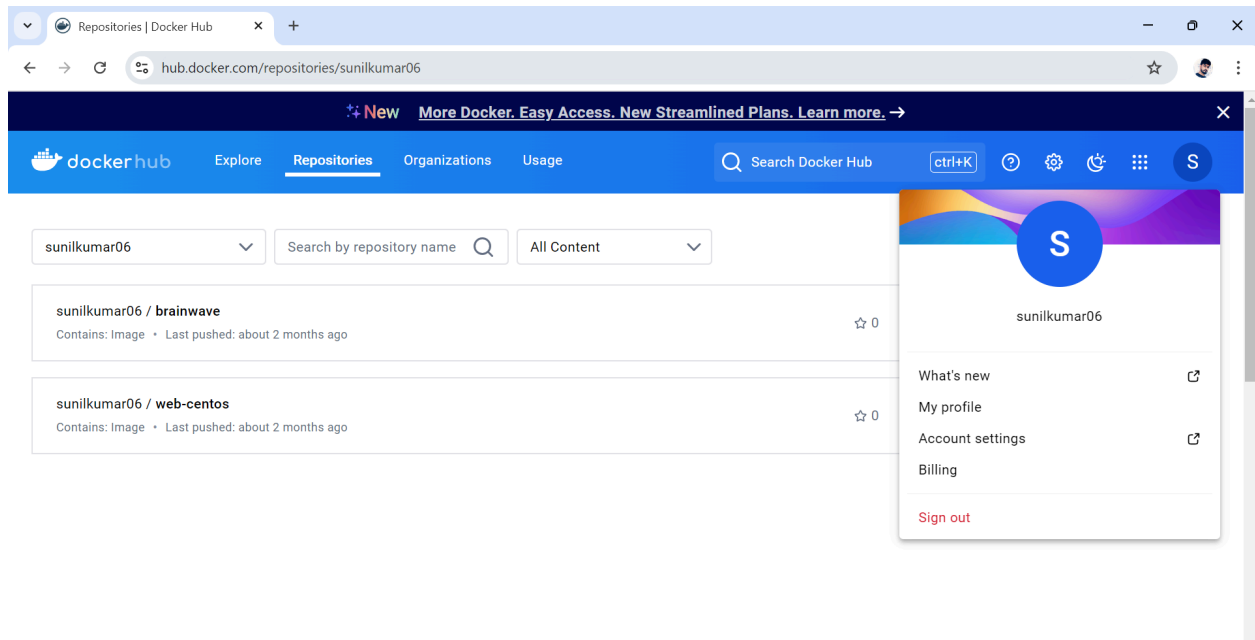 Repositories | Docker Hub
hub.docker.com/repositories/sunilkumar06
New More Docker. Easy Access. New Streamlined Plans. Learn more. →
dockerhub Explore Repositories Organizations Usage Search Docker Hub ctrl+K S
sunilkumar06 Search by repository name All Content
S
sunilkumar06
sunilkumar06 / brainwave
Contains: Image • Last pushed: about 2 months ago
0
sunilkumar06 / web-centos
Contains: Image • Last pushed: about 2 months ago
0
What's new
My profile
Account settings
Billing
Sign out